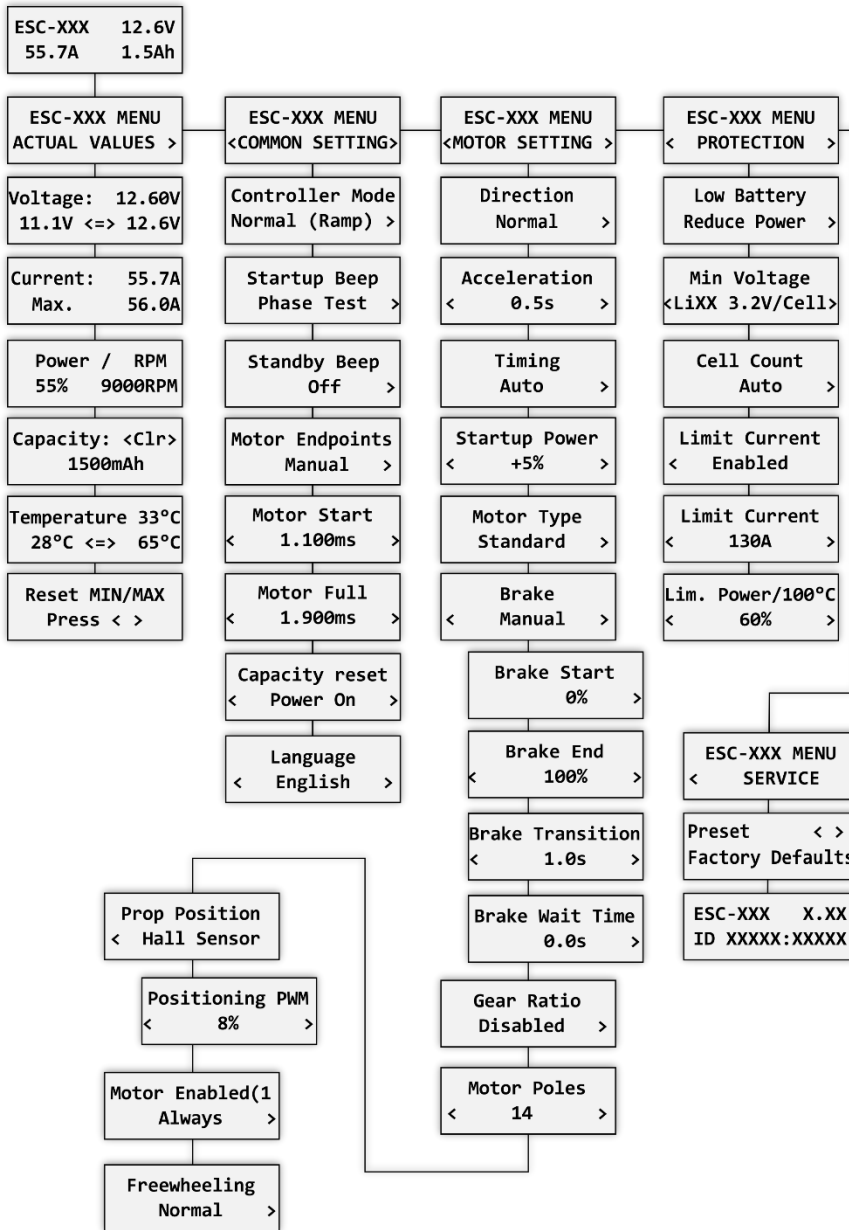 ESC-XXX 12.6V
55.7A 1.5Ah
ESC-XXX MENU
ACTUAL VALUES >
Voltage: 12.60V
11.1V <=> 12.6V
Current: 55.7A
Max. 56.0A
Power / RPM
55% 9000RPM
Capacity: <Clr>
1500mAh
Temperature 33°C
28°C <=> 65°C
Reset MIN/MAX
Press < >
ESC-XXX MENU
<COMMON SETTING>
Controller Mode
Normal (Ramp) >
Startup Beep
Phase Test >
Standby Beep
Off >
Motor Endpoints
Manual >
Motor Start
< 1.100ms >
Motor Full
< 1.900ms >
Capacity reset
< Power On >
Language
< English >
ESC-XXX MENU
<MOTOR SETTING >
Direction
Normal >
Acceleration
< 0.5s >
Timing
Auto >
Startup Power
< +5% >
Motor Type
Standard >
Brake
< Manual >
Brake Start
0% >
Brake End
< 100% >
Brake Transition
< 1.0s >
Brake Wait Time
0.0s >
Gear Ratio
Disabled >
Motor Poles
< 14 >
Prop Position
< Hall Sensor
Positioning PWM
< 8% >
Motor Enabled(1
Always >
Freewheeling
Normal >
ESC-XXX MENU
< PROTECTION >
Low Battery
Reduce Power >
Min Voltage
<LiXX 3.2V/Cell>
Cell Count
Auto >
Limit Current
< Enabled
Limit Current
< 130A >
Lim. Power/100°C
< 60% >
ESC-XXX MENU
< SERVICE
Preset < >
Factory Defaults
ESC-XXX X.XX
ID XXXXX:XXXXX